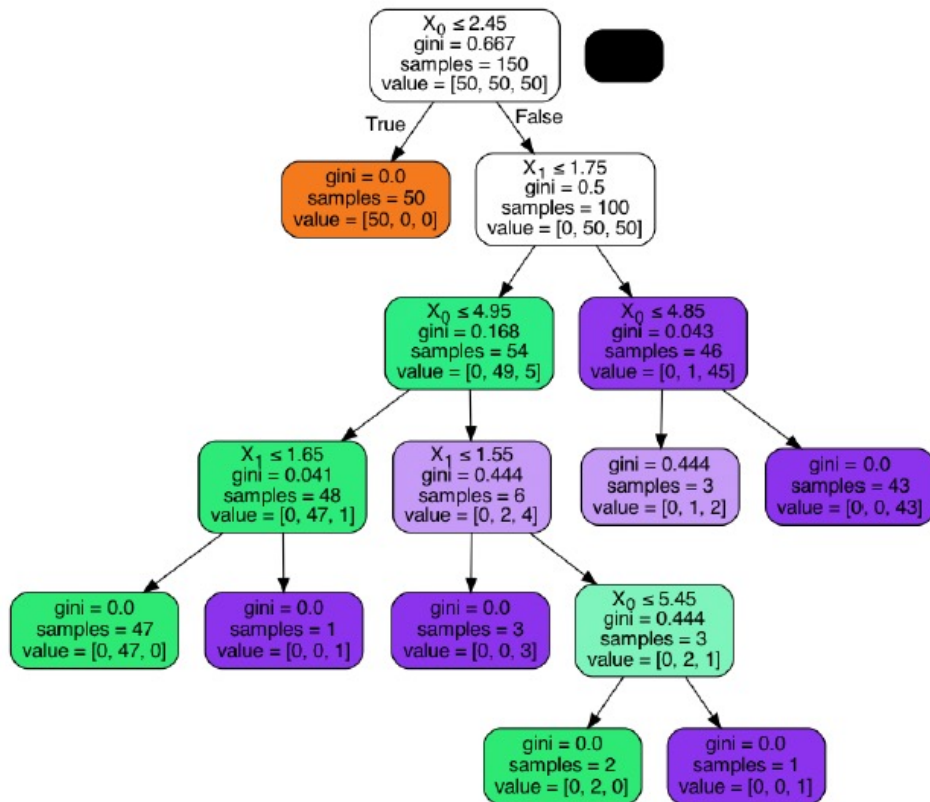 X₀ ≤ 2.45
gini = 0.667
samples = 150
value = [50, 50, 50]
True
False
gini = 0.0
samples = 50
value = [50, 0, 0]
X₁ ≤ 1.75
gini = 0.5
samples = 100
value = [0, 50, 50]
X₀ ≤ 4.95
gini = 0.168
samples = 54
value = [0, 49, 5]
X₀ ≤ 4.85
gini = 0.043
samples = 46
value = [0, 1, 45]
X₁ ≤ 1.65
gini = 0.041
samples = 48
value = [0, 47, 1]
X₁ ≤ 1.55
gini = 0.444
samples = 6
value = [0, 2, 4]
gini = 0.444
samples = 3
value = [0, 1, 2]
gini = 0.0
samples = 43
value = [0, 0, 43]
gini = 0.0
samples = 47
value = [0, 47, 0]
gini = 0.0
samples = 1
value = [0, 0, 1]
gini = 0.0
samples = 3
value = [0, 0, 3]
X₀ ≤ 5.45
gini = 0.444
samples = 3
value = [0, 2, 1]
gini = 0.0
samples = 2
value = [0, 2, 0]
gini = 0.0
samples = 1
value = [0, 0, 1]